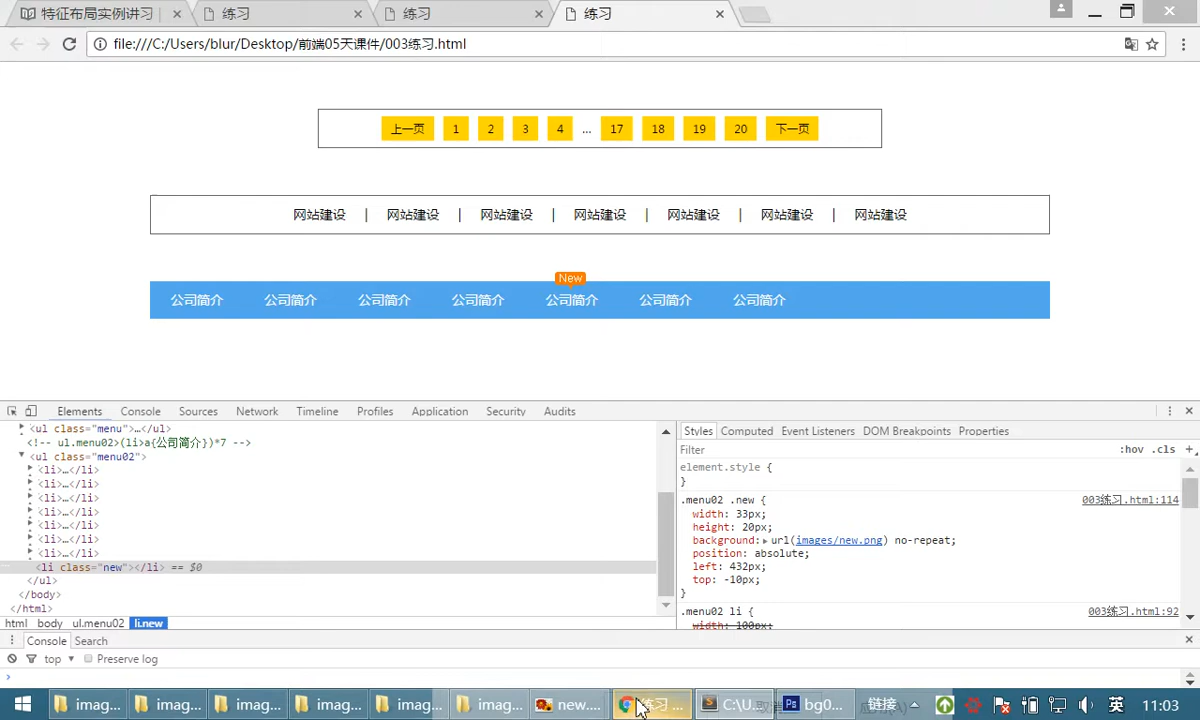 特征布局实例讲习
练习
练习
练习
file:///C:/Users/blur/Desktop/前端05天课件/003练习.html
上一页 1 2 3 4 ... 17 18 19 20 下一页
网站建设 | 网站建设 | 网站建设 | 网站建设 | 网站建设 | 网站建设 | 网站建设
New
公司简介 公司简介 公司简介 公司简介 公司简介 公司简介 公司简介
Elements Console Sources Network Timeline Profiles Application Security Audits
<ul class="menu">…</ul>
<!-- ul.menu02>(li>a{公司简介})*7 -->
<ul class="menu02">
<li>…</li>
<li>…</li>
<li>…</li>
<li>…</li>
<li>…</li>
<li>…</li>
<li>…</li>
<li class="new"></li> == $0
</ul>
</body>
</html>
html body ul.menu02 li.new
Styles Computed Event Listeners DOM Breakpoints Properties
Filter :hov .cls +
element.style {
}
.menu02 .new { 003练习.html:114
width: 33px;
height: 20px;
background: url(images/new.png) no-repeat;
position: absolute;
left: 432px;
top: -10px;
}
.menu02 li { 003练习.html:92
width: 100px;
Console Search
top Preserve log
imag... imag... imag... imag... imag... imag... new.... 练习 ... C:\U... bg0... 链接 英 11:03